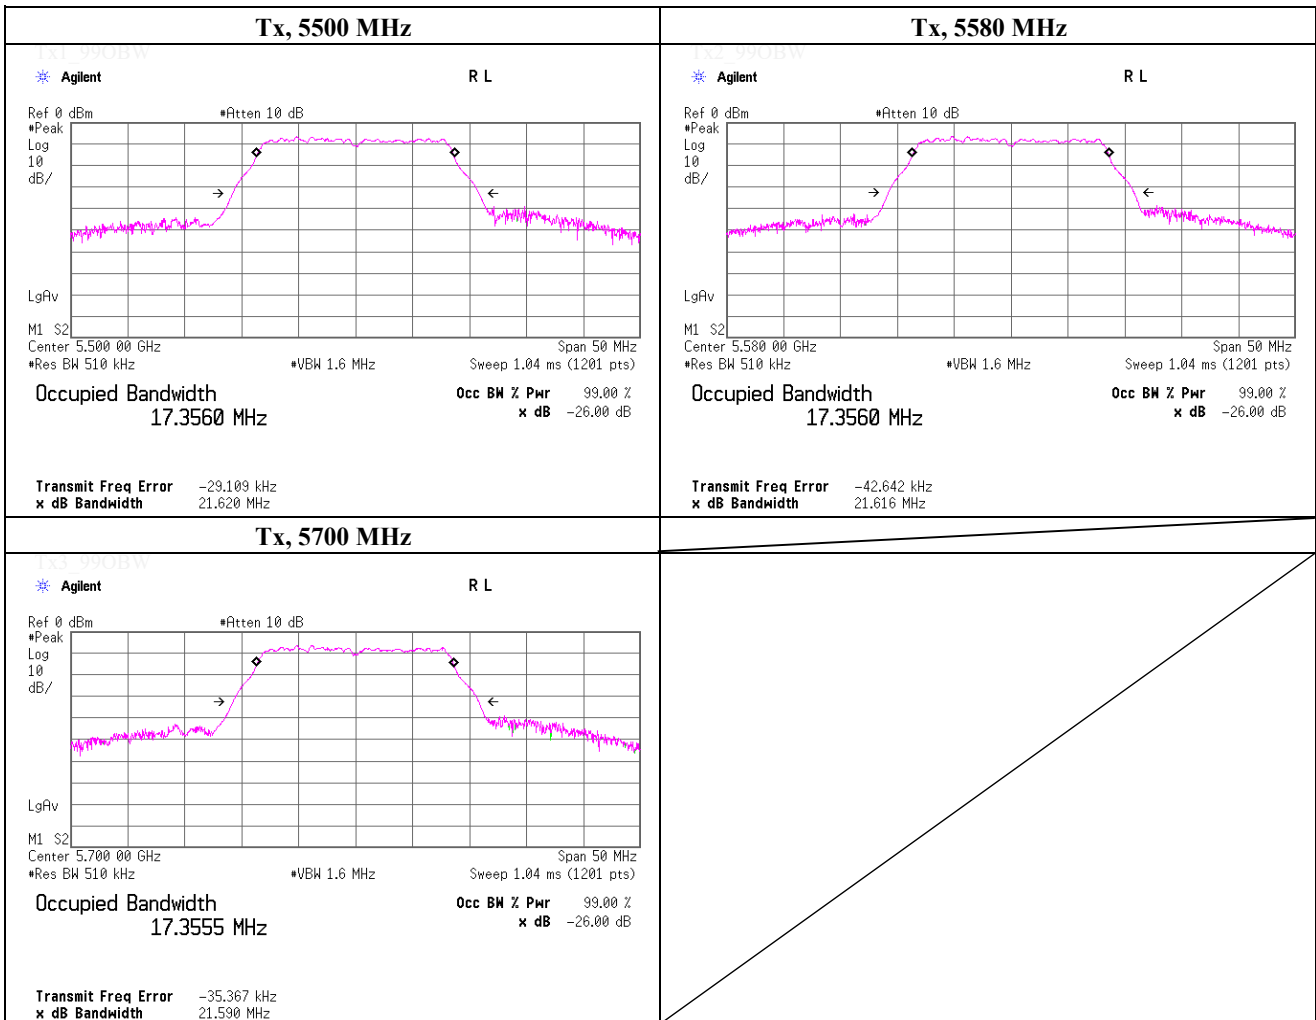 Tx, 5500 MHz
Tx1_99OBW
Agilent R L
Ref 0 dBm #Atten 10 dB
#Peak
Log
10
dB/
LgAv
M1 S2
Center 5.500 00 GHz Span 50 MHz
#Res BW 510 kHz #VBW 1.6 MHz Sweep 1.04 ms (1201 pts)
Occupied Bandwidth Occ BW % Pwr 99.00 %
17.3560 MHz x dB -26.00 dB
Transmit Freq Error -29.109 kHz
x dB Bandwidth 21.620 MHz
Tx, 5580 MHz
Tx2_99OBW
Agilent R L
Ref 0 dBm #Atten 10 dB
#Peak
Log
10
dB/
LgAv
M1 S2
Center 5.580 00 GHz Span 50 MHz
#Res BW 510 kHz #VBW 1.6 MHz Sweep 1.04 ms (1201 pts)
Occupied Bandwidth Occ BW % Pwr 99.00 %
17.3560 MHz x dB -26.00 dB
Transmit Freq Error -42.642 kHz
x dB Bandwidth 21.616 MHz
Tx, 5700 MHz
Tx3_99OBW
Agilent R L
Ref 0 dBm #Atten 10 dB
#Peak
Log
10
dB/
LgAv
M1 S2
Center 5.700 00 GHz Span 50 MHz
#Res BW 510 kHz #VBW 1.6 MHz Sweep 1.04 ms (1201 pts)
Occupied Bandwidth Occ BW % Pwr 99.00 %
17.3555 MHz x dB -26.00 dB
Transmit Freq Error -35.367 kHz
x dB Bandwidth 21.590 MHz